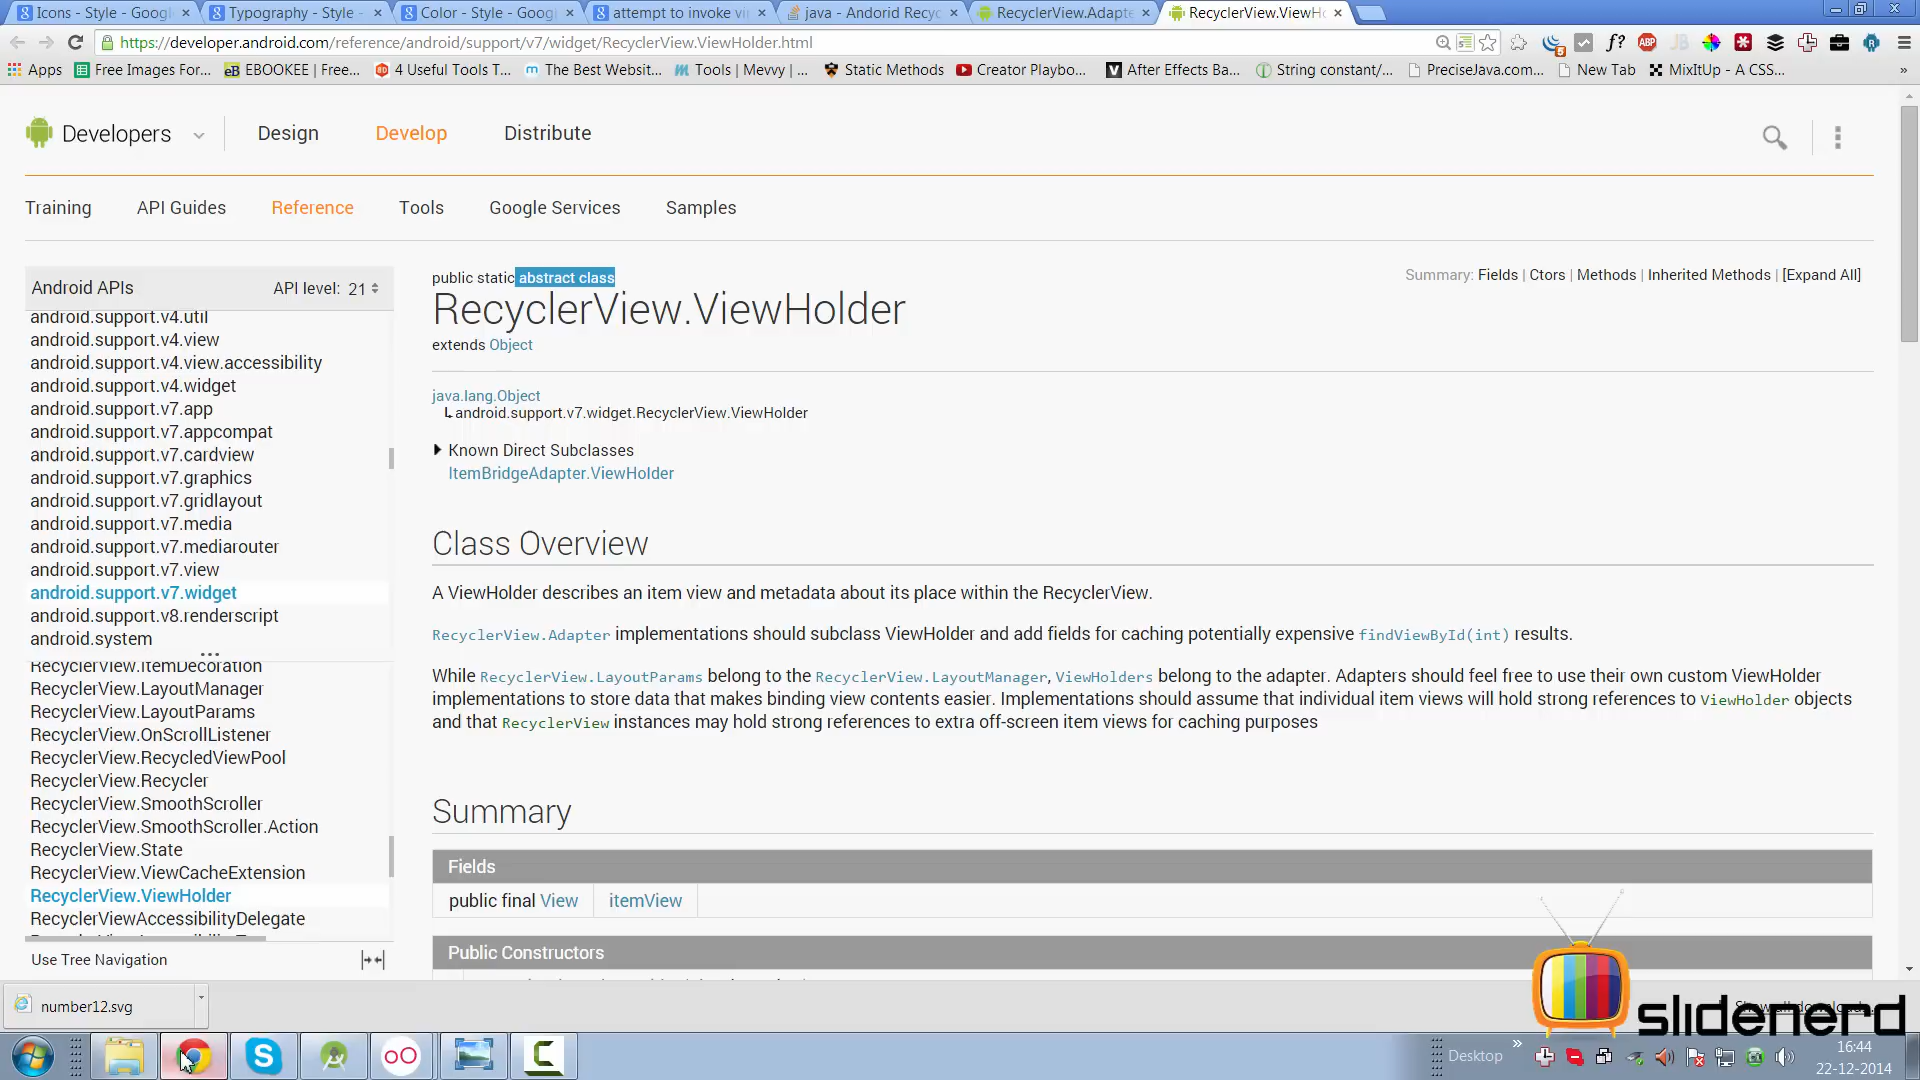 Icons - Style - Googl
Typography - Style -
Color - Style - Goog
attempt to invoke vi
java - Andorid Recyc
RecyclerView.Adapte
RecyclerView.ViewHo
https://developer.android.com/reference/android/support/v7/widget/RecyclerView.ViewHolder.html
Apps
Free Images For...
EBOOKEE | Free...
4 Useful Tools T...
The Best Websit...
Tools | Mevvy | ...
Static Methods
Creator Playbo...
After Effects Ba...
String constant/...
PreciseJava.com...
New Tab
MixItUp - A CSS...
Developers
Design
Develop
Distribute
Training
API Guides
Reference
Tools
Google Services
Samples
Android APIs
API level: 21
android.support.v4.util
android.support.v4.view
android.support.v4.view.accessibility
android.support.v4.widget
android.support.v7.app
android.support.v7.appcompat
android.support.v7.cardview
android.support.v7.graphics
android.support.v7.gridlayout
android.support.v7.media
android.support.v7.mediarouter
android.support.v7.view
android.support.v7.widget
android.support.v8.renderscript
android.system
RecyclerView.ItemDecoration
RecyclerView.LayoutManager
RecyclerView.LayoutParams
RecyclerView.OnScrollListener
RecyclerView.RecycledViewPool
RecyclerView.Recycler
RecyclerView.SmoothScroller
RecyclerView.SmoothScroller.Action
RecyclerView.State
RecyclerView.ViewCacheExtension
RecyclerView.ViewHolder
RecyclerViewAccessibilityDelegate
Use Tree Navigation
public static abstract class
Summary: Fields | Ctors | Methods | Inherited Methods | [Expand All]
RecyclerView.ViewHolder
extends Object
java.lang.Object
↳android.support.v7.widget.RecyclerView.ViewHolder
Known Direct Subclasses
ItemBridgeAdapter.ViewHolder
Class Overview
A ViewHolder describes an item view and metadata about its place within the RecyclerView.
RecyclerView.Adapter implementations should subclass ViewHolder and add fields for caching potentially expensive findViewById(int) results.
While RecyclerView.LayoutParams belong to the RecyclerView.LayoutManager, ViewHolders belong to the adapter. Adapters should feel free to use their own custom ViewHolder
implementations to store data that makes binding view contents easier. Implementations should assume that individual item views will hold strong references to ViewHolder objects
and that RecyclerView instances may hold strong references to extra off-screen item views for caching purposes
Summary
Fields
public final View
itemView
Public Constructors
number12.svg
Show all downloads...
slidenerd
Desktop
16:44
22-12-2014